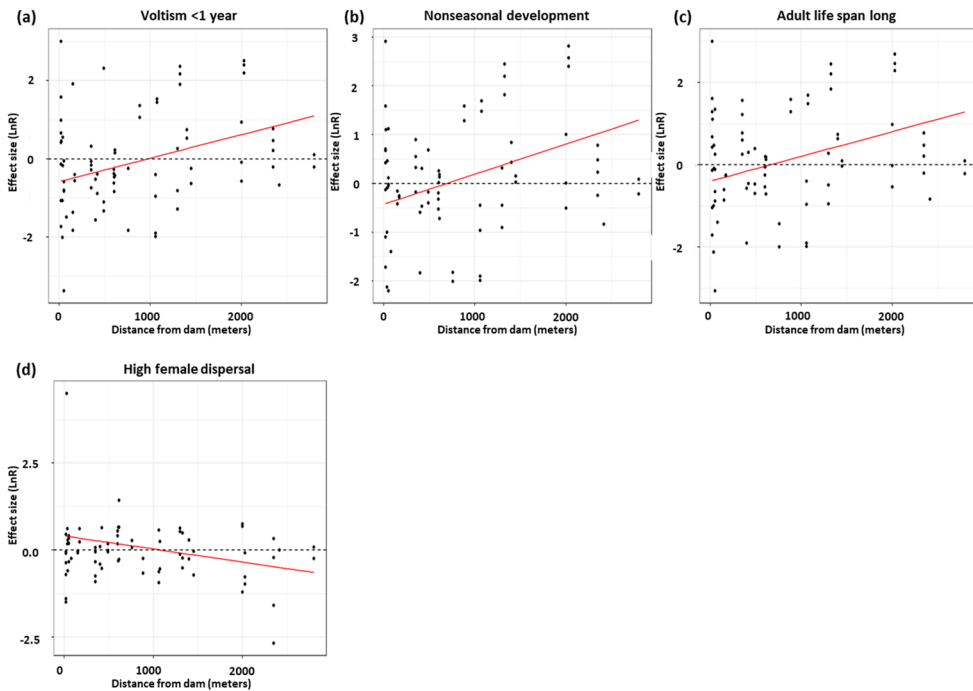 (a) Voltism <1 year
Effect size (LnR)
2
0
-2
0 1000 2000
Distance from dam (meters)
(b) Nonseasonal development
Effect size (LnR)
3
2
1
0
-1
-2
0 1000 2000
Distance from dam (meters)
(c) Adult life span long
Effect size (LnR)
2
0
-2
0 1000 2000
Distance from dam (meters)
(d) High female dispersal
Effect size (LnR)
2.5
0.0
-2.5
0 1000 2000
Distance from dam (meters)